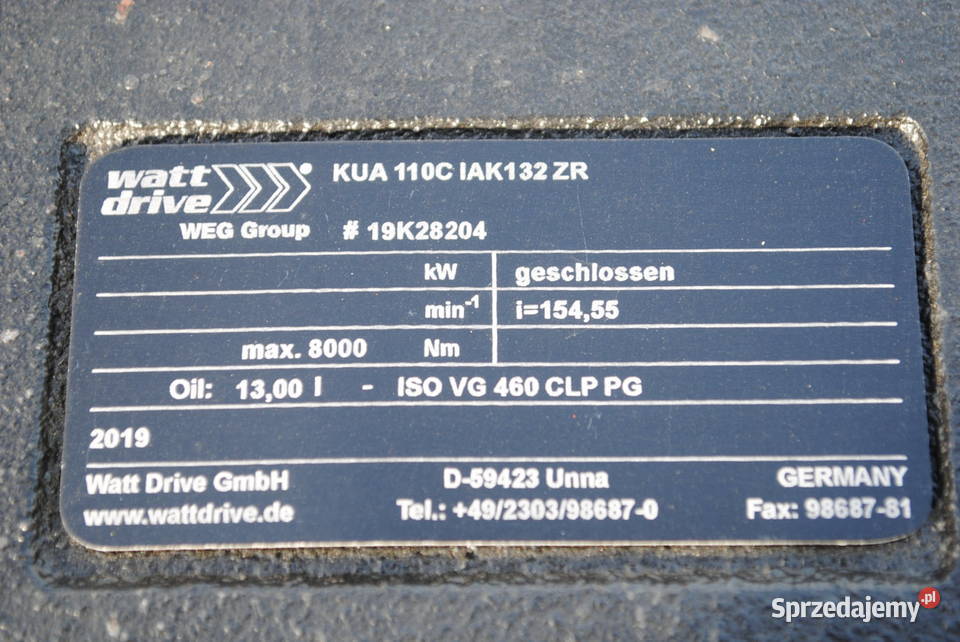 watt drive KUA 110C IAK132 ZR
WEG Group # 19K28204
kW geschlossen
min-1 i=154,55
max. 8000 Nm
Oil: 13,00 l - ISO VG 460 CLP PG
2019
Watt Drive GmbH D-59423 Unna GERMANY
www.wattdrive.de Tel.: +49/2303/98687-0 Fax: 98687-81
Sprzedajemy.pl